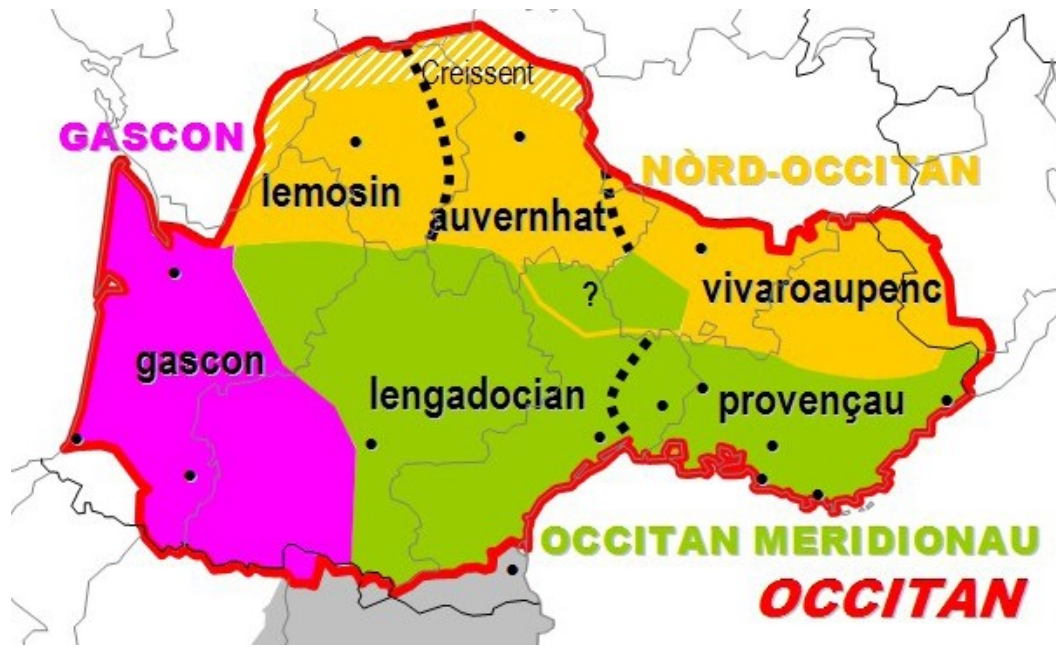 Creissent
GASCON
NÒRD-OCCITAN
lemosin
auvernhat
?
vivaroaupenc
gascon
lengadocian
provençau
OCCITAN MERIDIONAU
OCCITAN